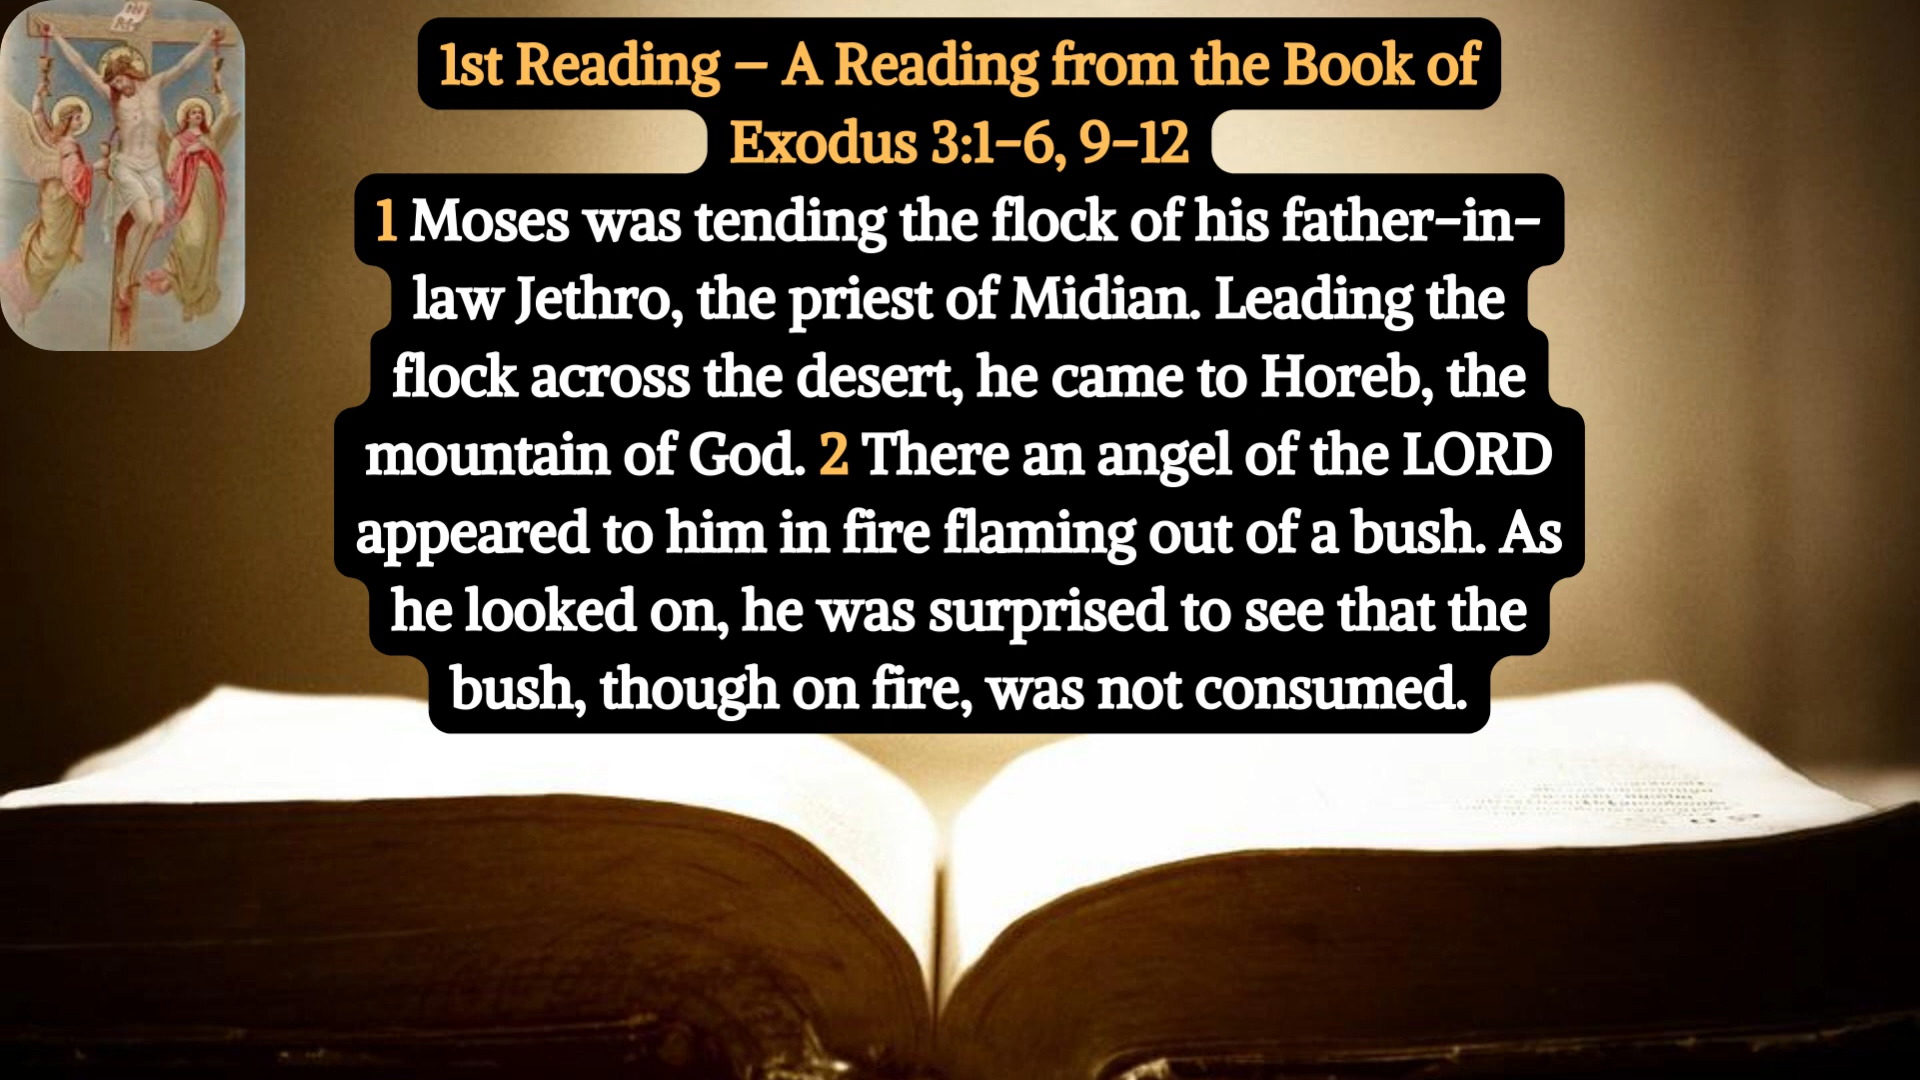 1st Reading – A Reading from the Book of
Exodus 3:1-6, 9-12
1 Moses was tending the flock of his father-in-
law Jethro, the priest of Midian. Leading the
flock across the desert, he came to Horeb, the
mountain of God. 2 There an angel of the LORD
appeared to him in fire flaming out of a bush. As
he looked on, he was surprised to see that the
bush, though on fire, was not consumed.